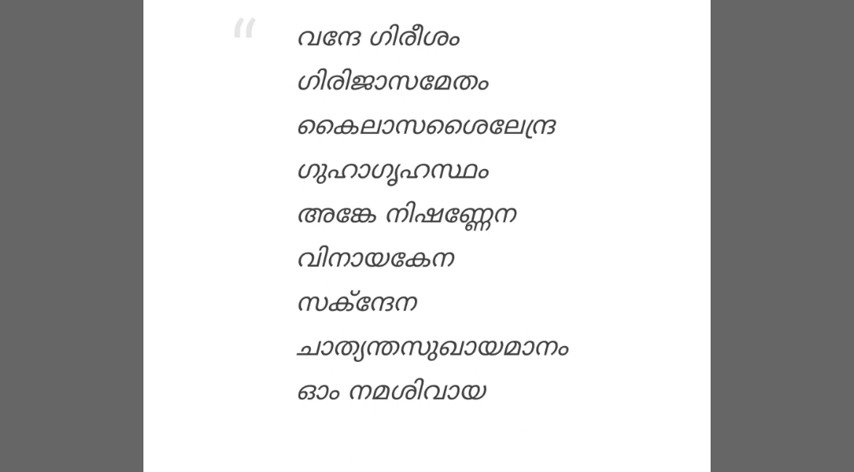 “
വന്ദേ ഗിരീശം
ഗിരിജാസമേതം
കൈലാസശൈലേന്ദ്ര
ഗുഹാഗൃഹസ്ഥം
അങ്കേ നിഷണ്ണേന
വിനായകേന
സക്ന്ദേന
ചാത്യന്തസുഖായമാനം
ഓം നമശിവായ